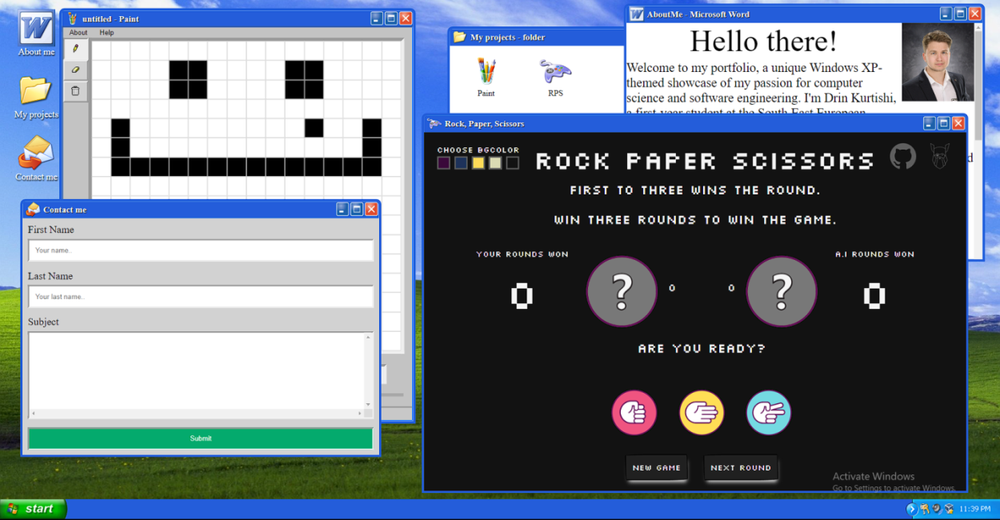 About me
My projects
Contact me
untitled - Paint
About Help
My projects - folder
Paint
RPS
AboutMe - Microsoft Word
Hello there!
Welcome to my portfolio, a unique Windows XP-
themed showcase of my passion for computer
science and software engineering. I'm Drin Kurtishi,
a first-year student at the South East European
d
Contact me
First Name
Your name..
Last Name
Your last name..
Subject
Submit
Rock, Paper, Scissors
CHOOSE BGCOLOR
ROCK PAPER SCISSORS
FIRST TO THREE WINS THE ROUND.
WIN THREE ROUNDS TO WIN THE GAME.
YOUR ROUNDS WON
A.I ROUNDS WON
0 ? 0 0 ? 0
ARE YOU READY?
NEW GAME
NEXT ROUND
Activate Windows
Go to Settings to activate Windows.
start
11:39 PM